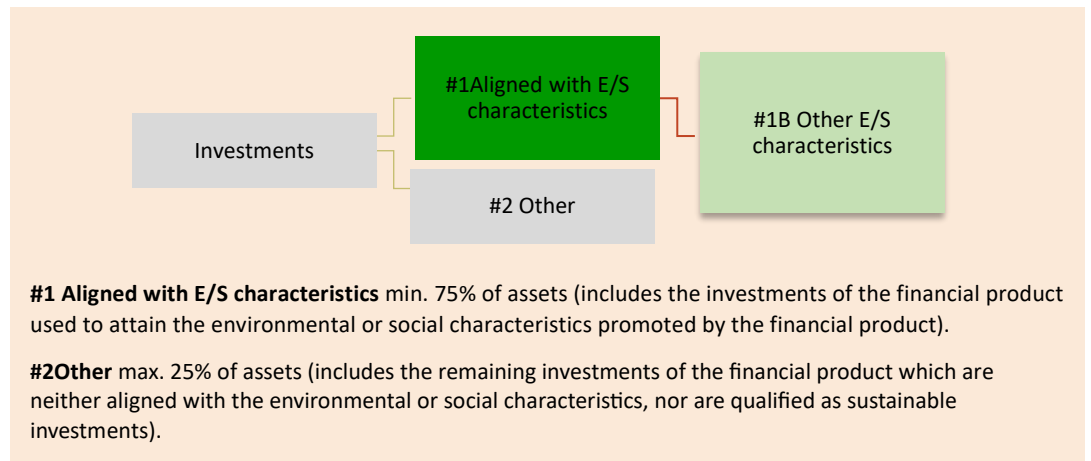 #1Aligned with E/S
characteristics
#1B Other E/S
characteristics
Investments
#2 Other
#1 Aligned with E/S characteristics min. 75% of assets (includes the investments of the financial product
used to attain the environmental or social characteristics promoted by the financial product).
#2Other max. 25% of assets (includes the remaining investments of the financial product which are
neither aligned with the environmental or social characteristics, nor are qualified as sustainable
investments).